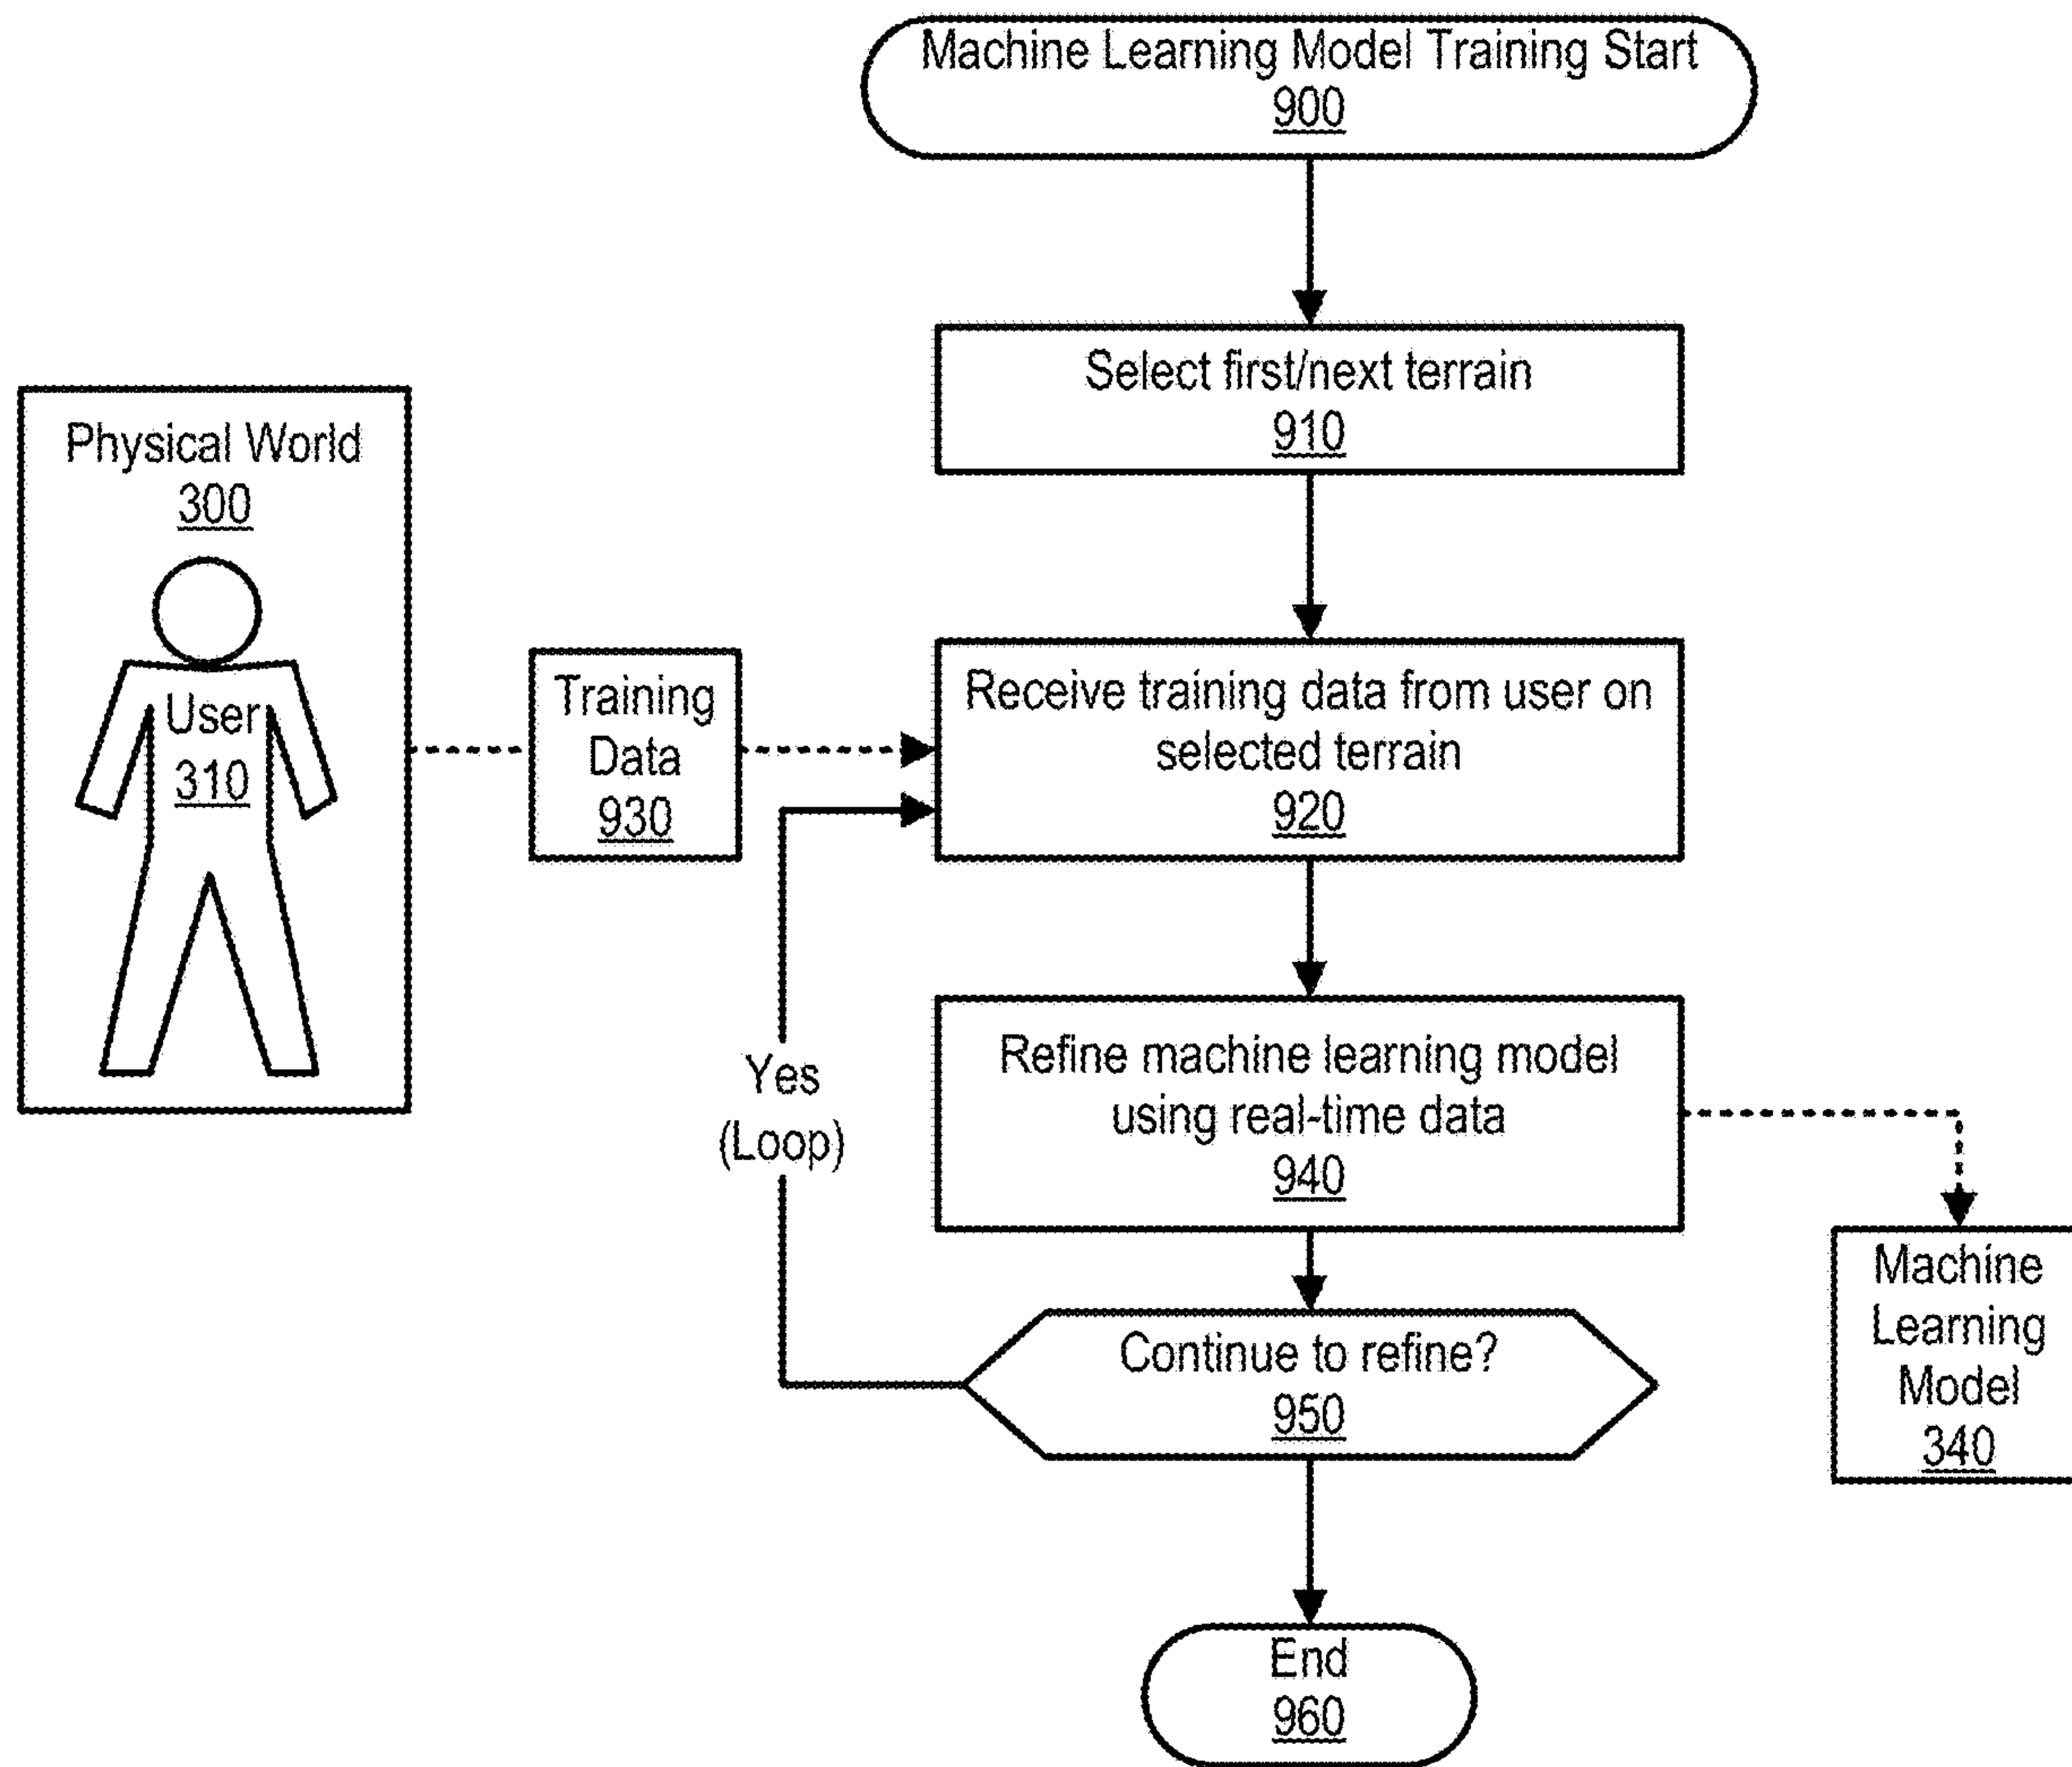 Machine Learning Model Training Start
900
Select first/next terrain
910
Physical World
300
User
310
Training
Data
930
Receive training data from user on
selected terrain
920
Refine machine learning model
using real-time data
940
Yes
(Loop)
Machine
Learning
Model
340
Continue to refine?
950
End
960